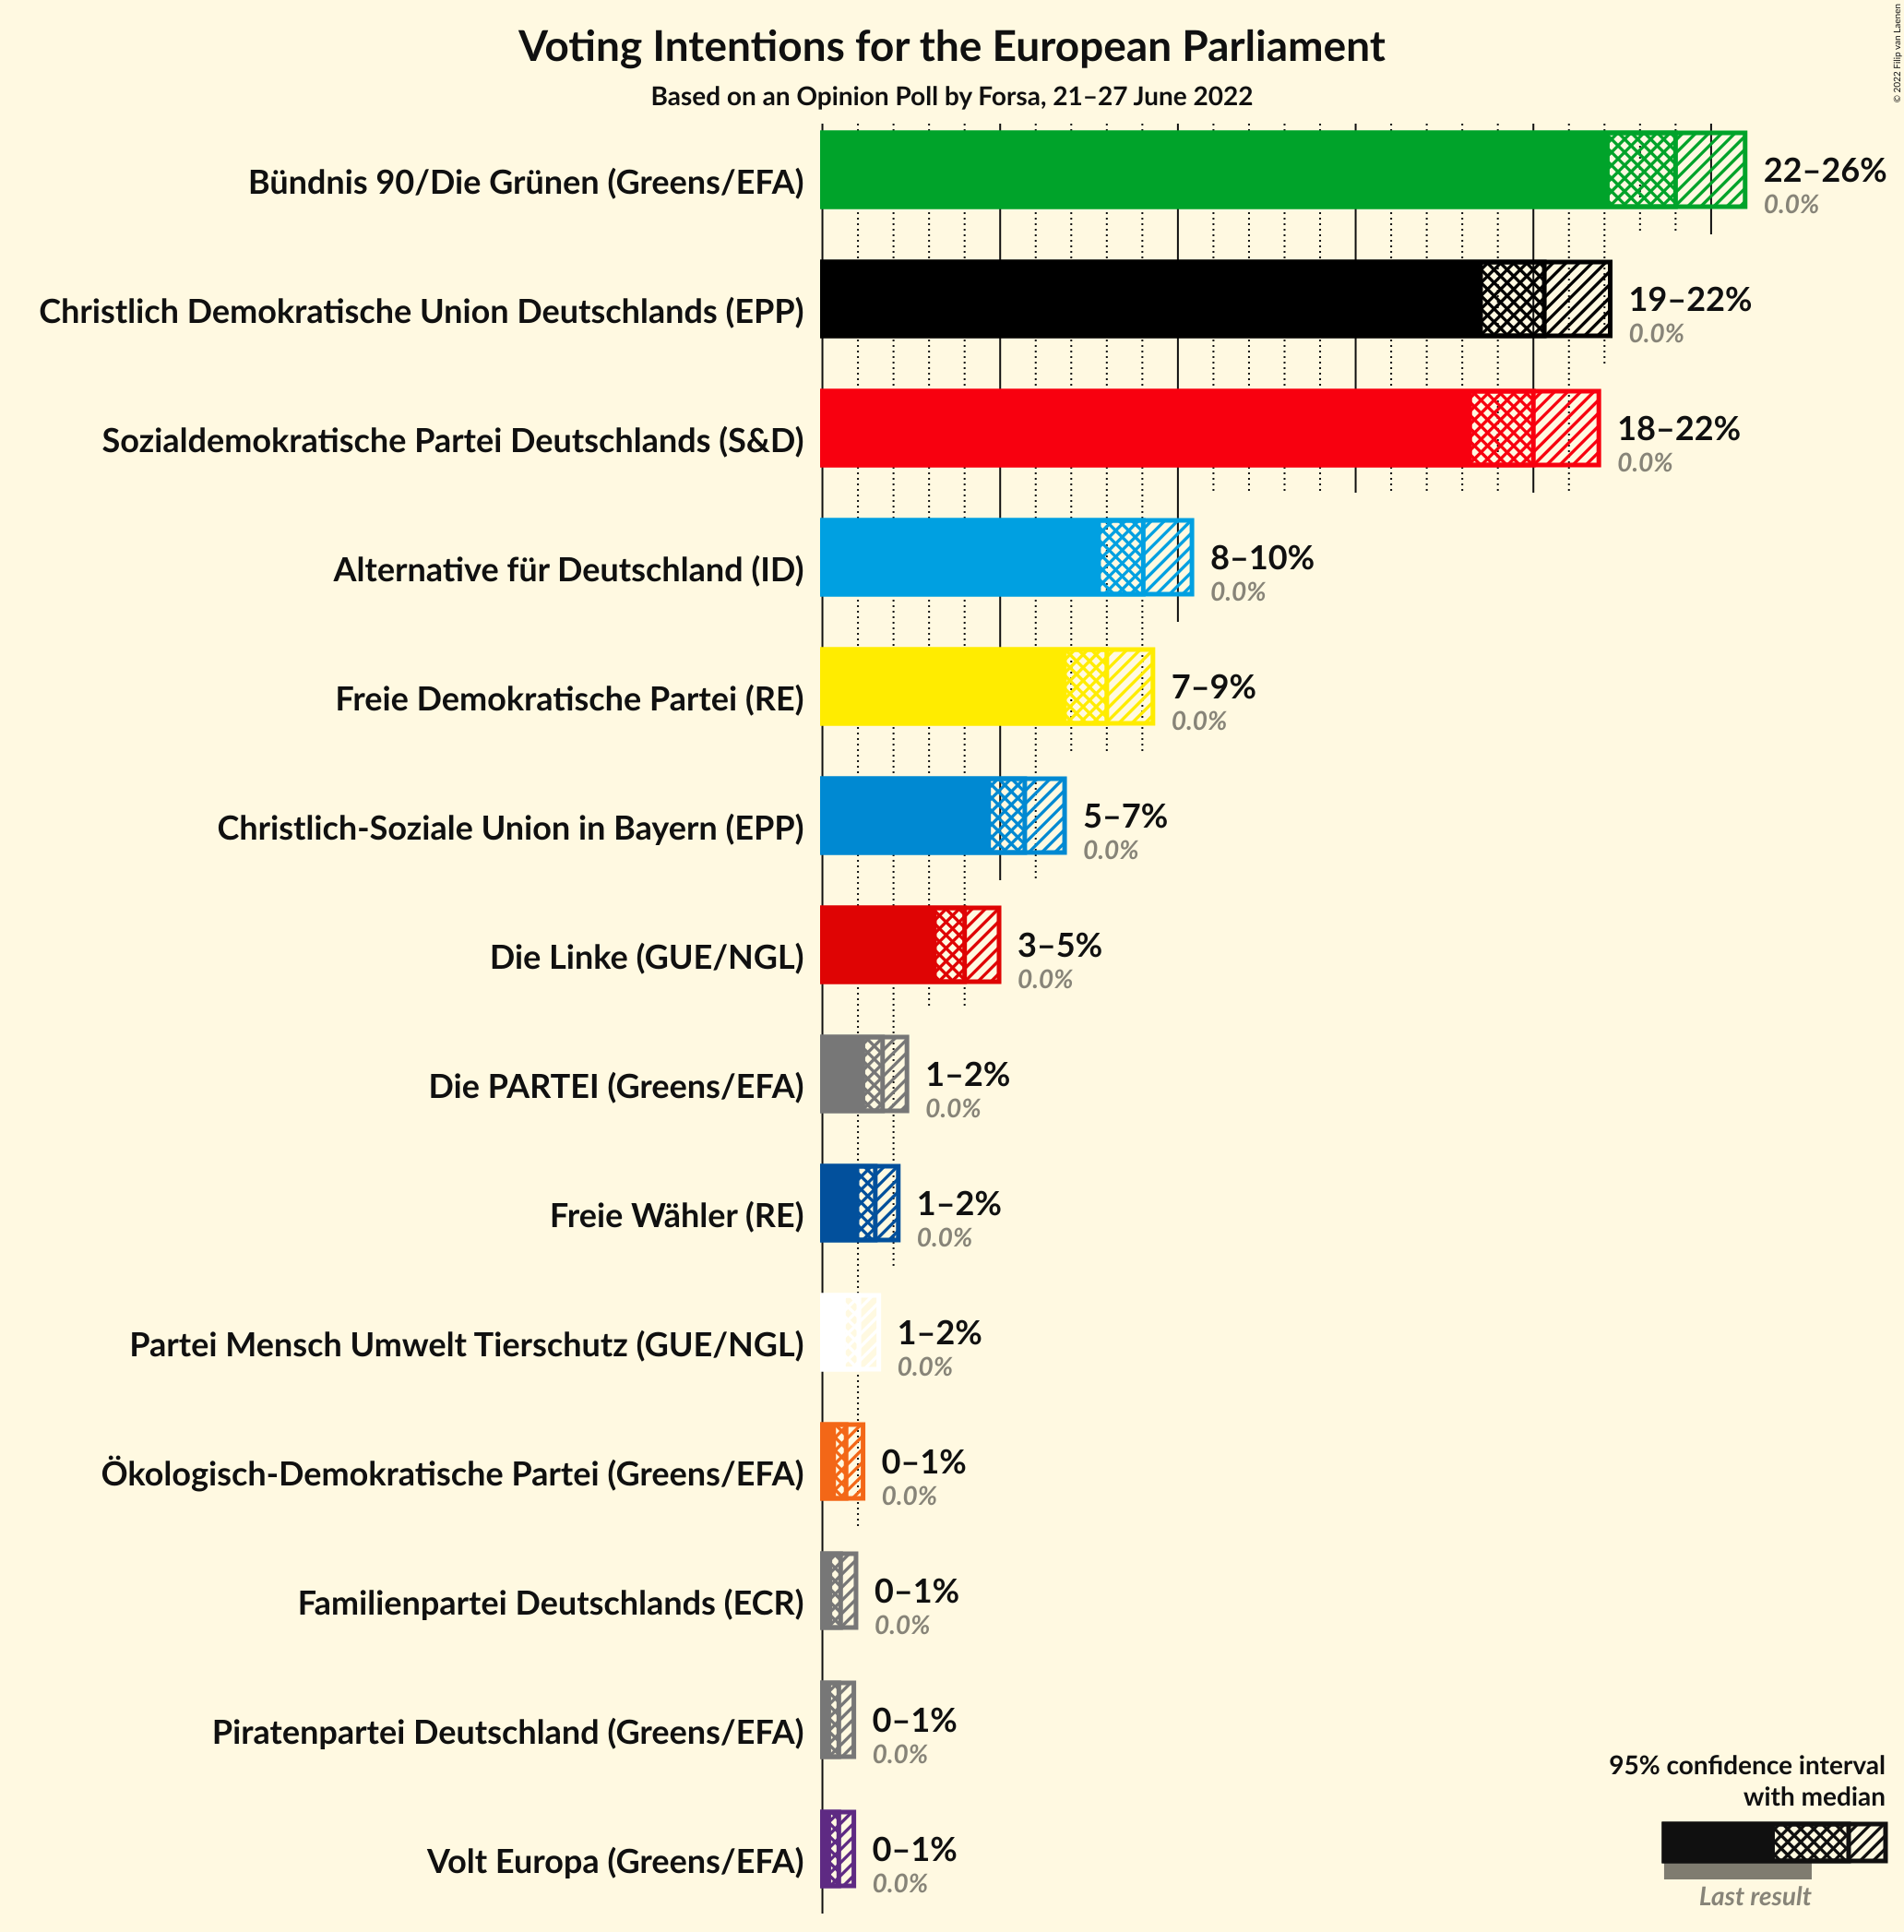 Voting Intentions for the European Parliament
Based on an Opinion Poll by Forsa, 21–27 June 2022
© 2022 Filip van Laenen
Bündnis 90/Die Grünen (Greens/EFA)
22–26%
0.0%
Christlich Demokratische Union Deutschlands (EPP)
19–22%
0.0%
Sozialdemokratische Partei Deutschlands (S&D)
18–22%
0.0%
Alternative für Deutschland (ID)
8–10%
0.0%
Freie Demokratische Partei (RE)
7–9%
0.0%
Christlich-Soziale Union in Bayern (EPP)
5–7%
0.0%
Die Linke (GUE/NGL)
3–5%
0.0%
Die PARTEI (Greens/EFA)
1–2%
0.0%
Freie Wähler (RE)
1–2%
0.0%
Partei Mensch Umwelt Tierschutz (GUE/NGL)
1–2%
0.0%
Ökologisch-Demokratische Partei (Greens/EFA)
0–1%
0.0%
Familienpartei Deutschlands (ECR)
0–1%
0.0%
Piratenpartei Deutschland (Greens/EFA)
0–1%
0.0%
Volt Europa (Greens/EFA)
0–1%
0.0%
95% confidence interval
with median
Last result